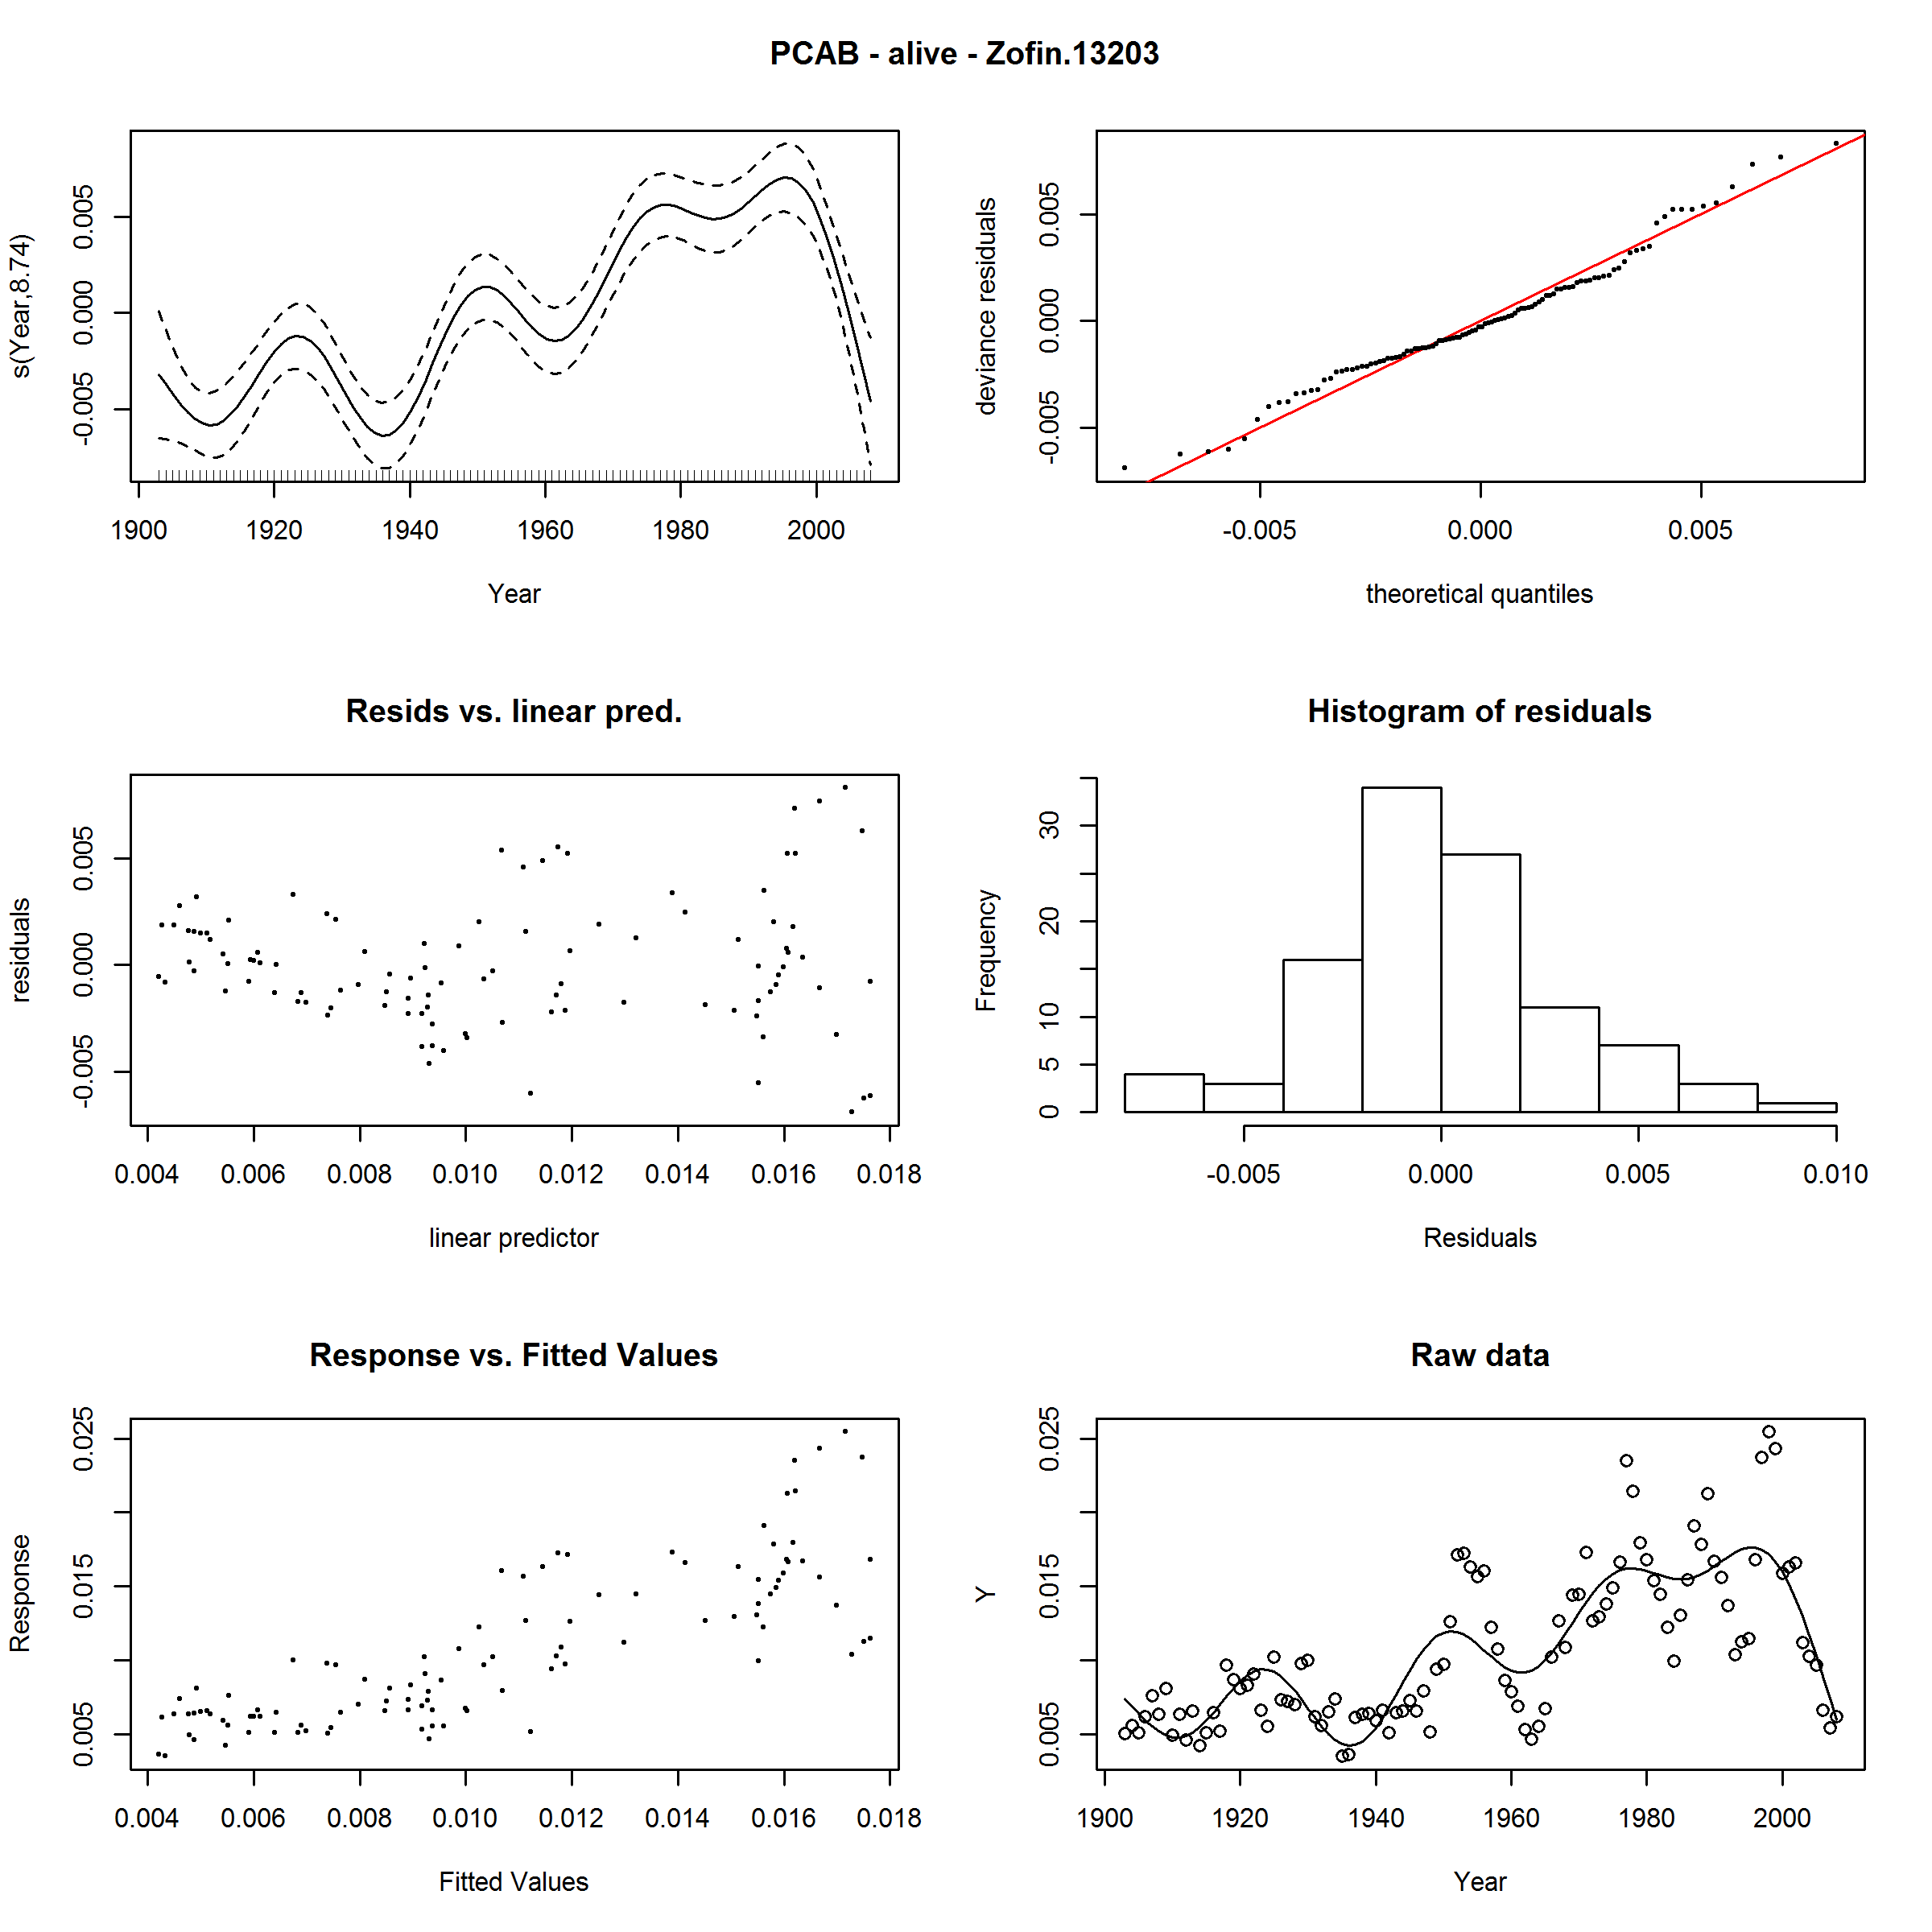 PCAB - alive - Zofin.13203
s(Year,8.74)
-0.005 0.000 0.005
1900 1920 1940 1960 1980 2000
Year
deviance residuals
-0.005 0.000 0.005
-0.005 0.000 0.005
theoretical quantiles
Resids vs. linear pred.
residuals
-0.005 0.000 0.005
0.004 0.006 0.008 0.010 0.012 0.014 0.016 0.018
linear predictor
Histogram of residuals
Frequency
0 5 10 20 30
-0.005 0.000 0.005 0.010
Residuals
Response vs. Fitted Values
Response
0.005 0.015 0.025
0.004 0.006 0.008 0.010 0.012 0.014 0.016 0.018
Fitted Values
Raw data
Y
0.005 0.015 0.025
1900 1920 1940 1960 1980 2000
Year